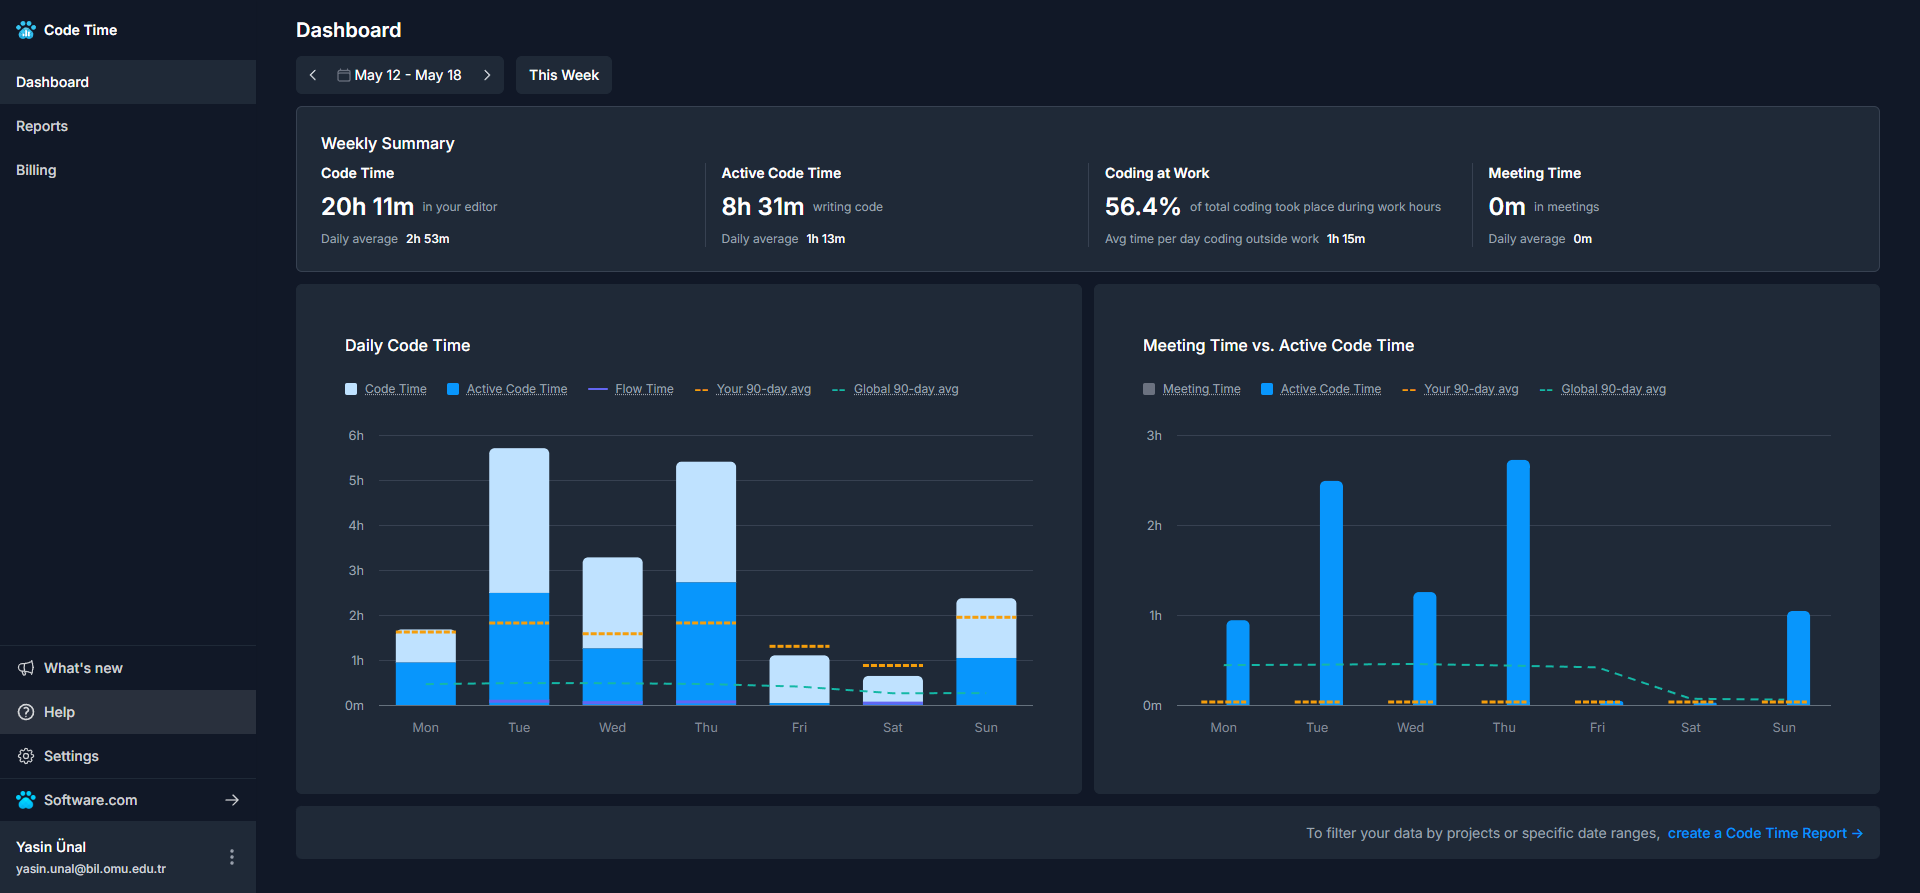 Code Time
Dashboard
Reports
Billing
What's new
Help
Settings
Software.com
Yasin Ünal
yasin.unal@bil.omu.edu.tr
Dashboard
May 12 - May 18
This Week
Weekly Summary
Code Time
20h 11m in your editor
Daily average 2h 53m
Active Code Time
8h 31m writing code
Daily average 1h 13m
Coding at Work
56.4% of total coding took place during work hours
Avg time per day coding outside work 1h 15m
Meeting Time
0m in meetings
Daily average 0m
Daily Code Time
Code Time Active Code Time Flow Time Your 90-day avg Global 90-day avg
6h
5h
4h
3h
2h
1h
0m
Mon Tue Wed Thu Fri Sat Sun
Meeting Time vs. Active Code Time
Meeting Time Active Code Time Your 90-day avg Global 90-day avg
3h
2h
1h
0m
Mon Tue Wed Thu Fri Sat Sun
To filter your data by projects or specific date ranges, create a Code Time Report →